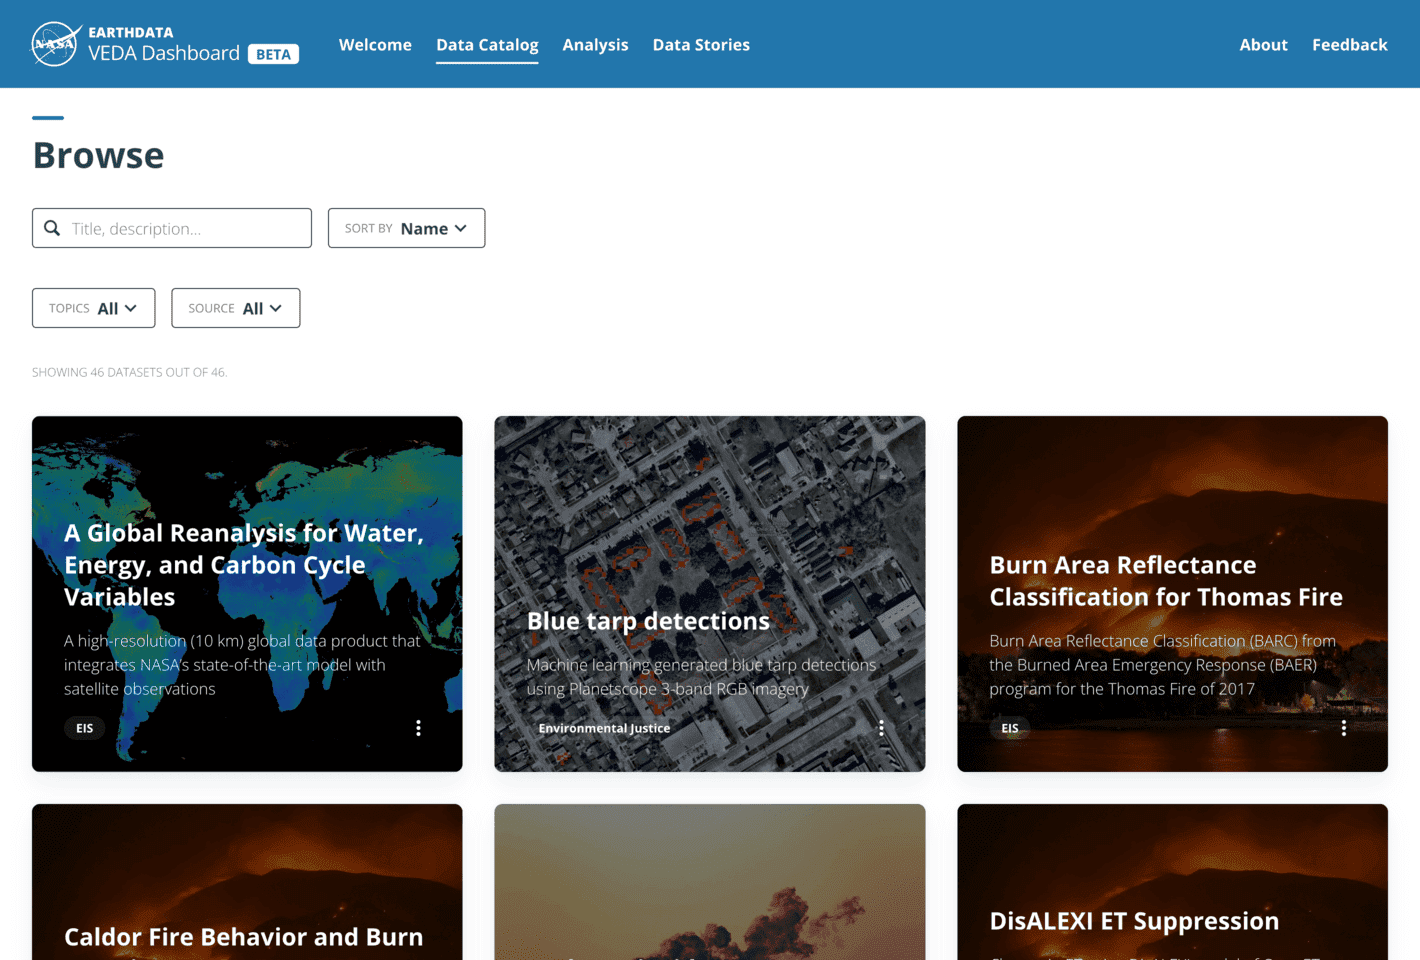 NASA
EARTHDATA
VEDA Dashboard BETA
Welcome Data Catalog Analysis Data Stories
About Feedback
Browse
Title, description...
SORT BY Name
TOPICS All
SOURCE All
SHOWING 46 DATASETS OUT OF 46.
A Global Reanalysis for Water,
Energy, and Carbon Cycle
Variables
A high-resolution (10 km) global data product that
integrates NASA's state-of-the-art model with
satellite observations
EIS
Blue tarp detections
Machine learning generated blue tarp detections
using Planetscope 3-band RGB imagery
Environmental Justice
Burn Area Reflectance
Classification for Thomas Fire
Burn Area Reflectance Classification (BARC) from
the Burned Area Emergency Response (BAER)
program for the Thomas Fire of 2017
EIS
Caldor Fire Behavior and Burn
DisALEXI ET Suppression